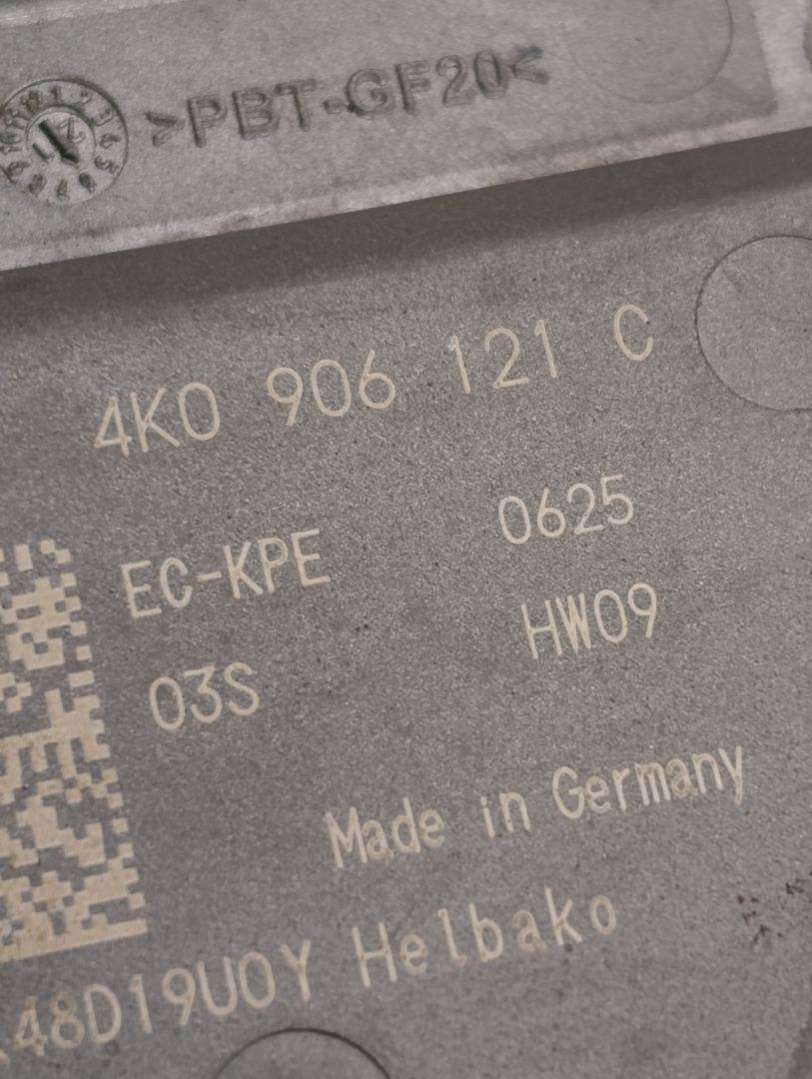 >PBT-GF20<
4K0 906 121 C
EC-KPE 0625
03S HW09
Made in Germany
48D19U0Y Helbako